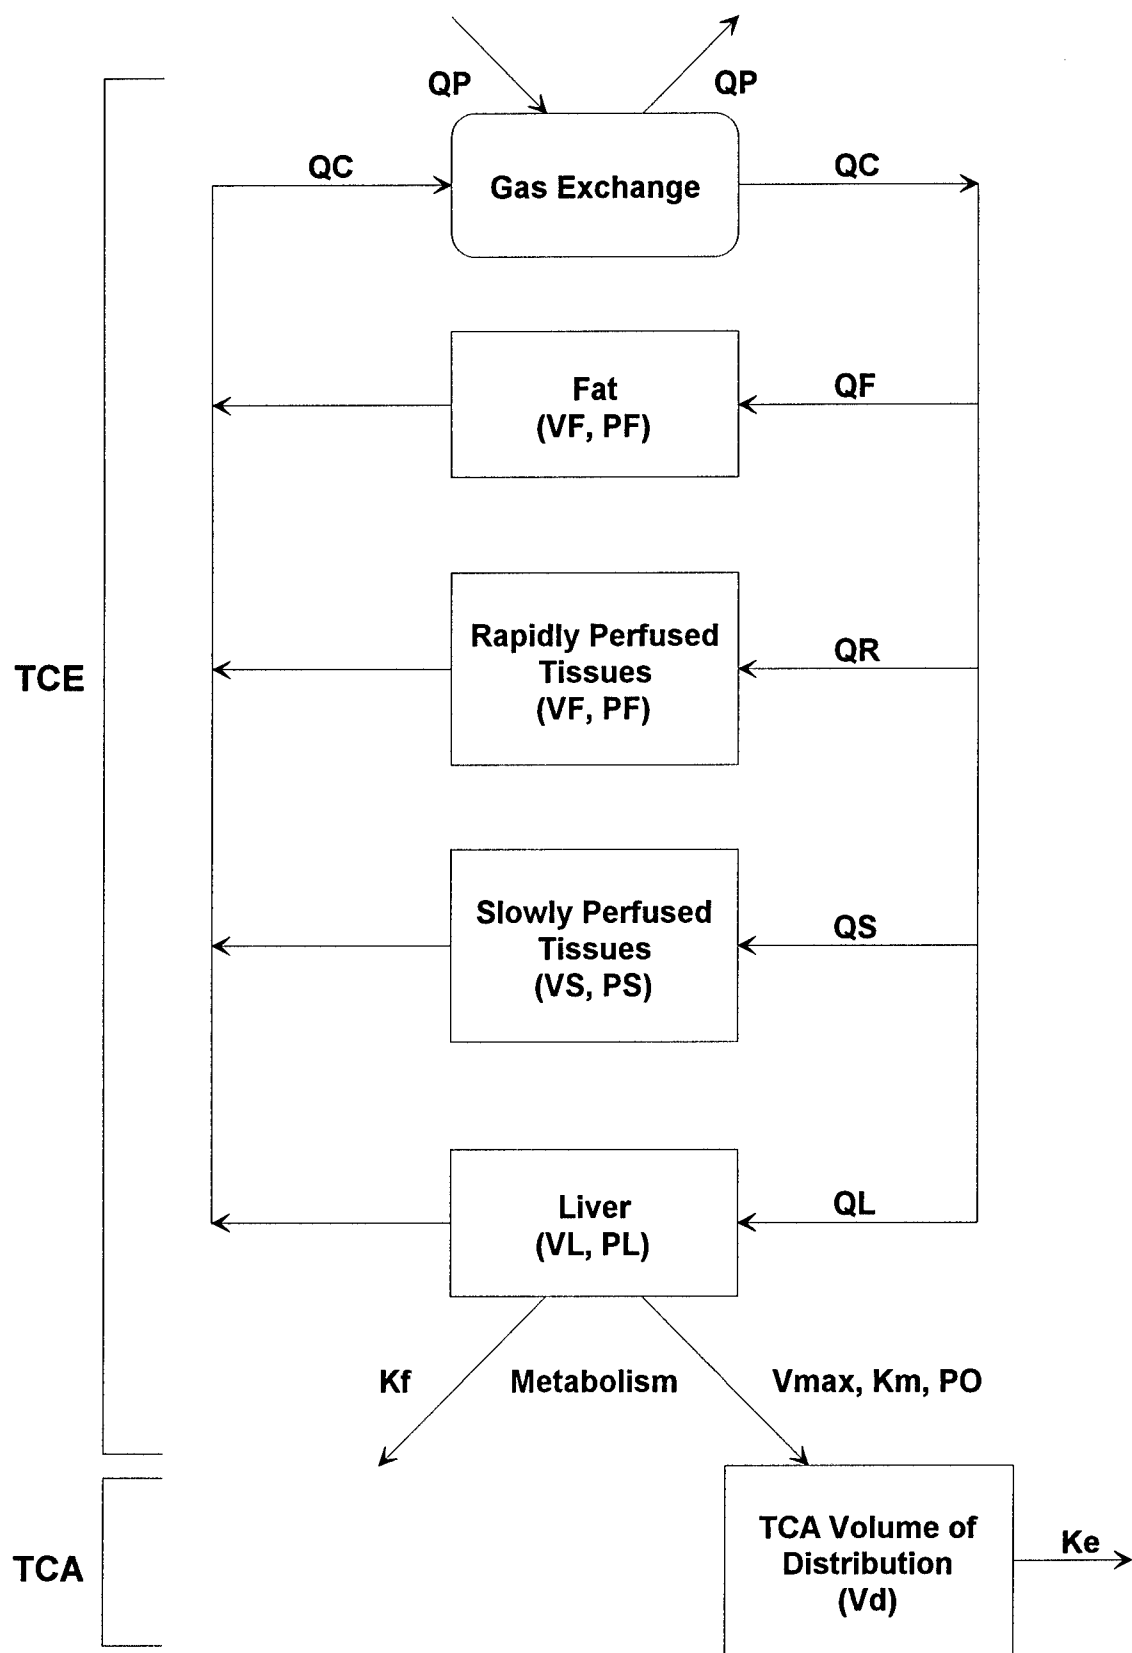 QP
QP
QC
Gas Exchange
QC
Fat
(VF, PF)
QF
TCE
Rapidly Perfused
Tissues
(VF, PF)
QR
Slowly Perfused
Tissues
(VS, PS)
QS
Liver
(VL, PL)
QL
Kf
Metabolism
Vmax, Km, PO
TCA
TCA Volume of
Distribution
(Vd)
Ke